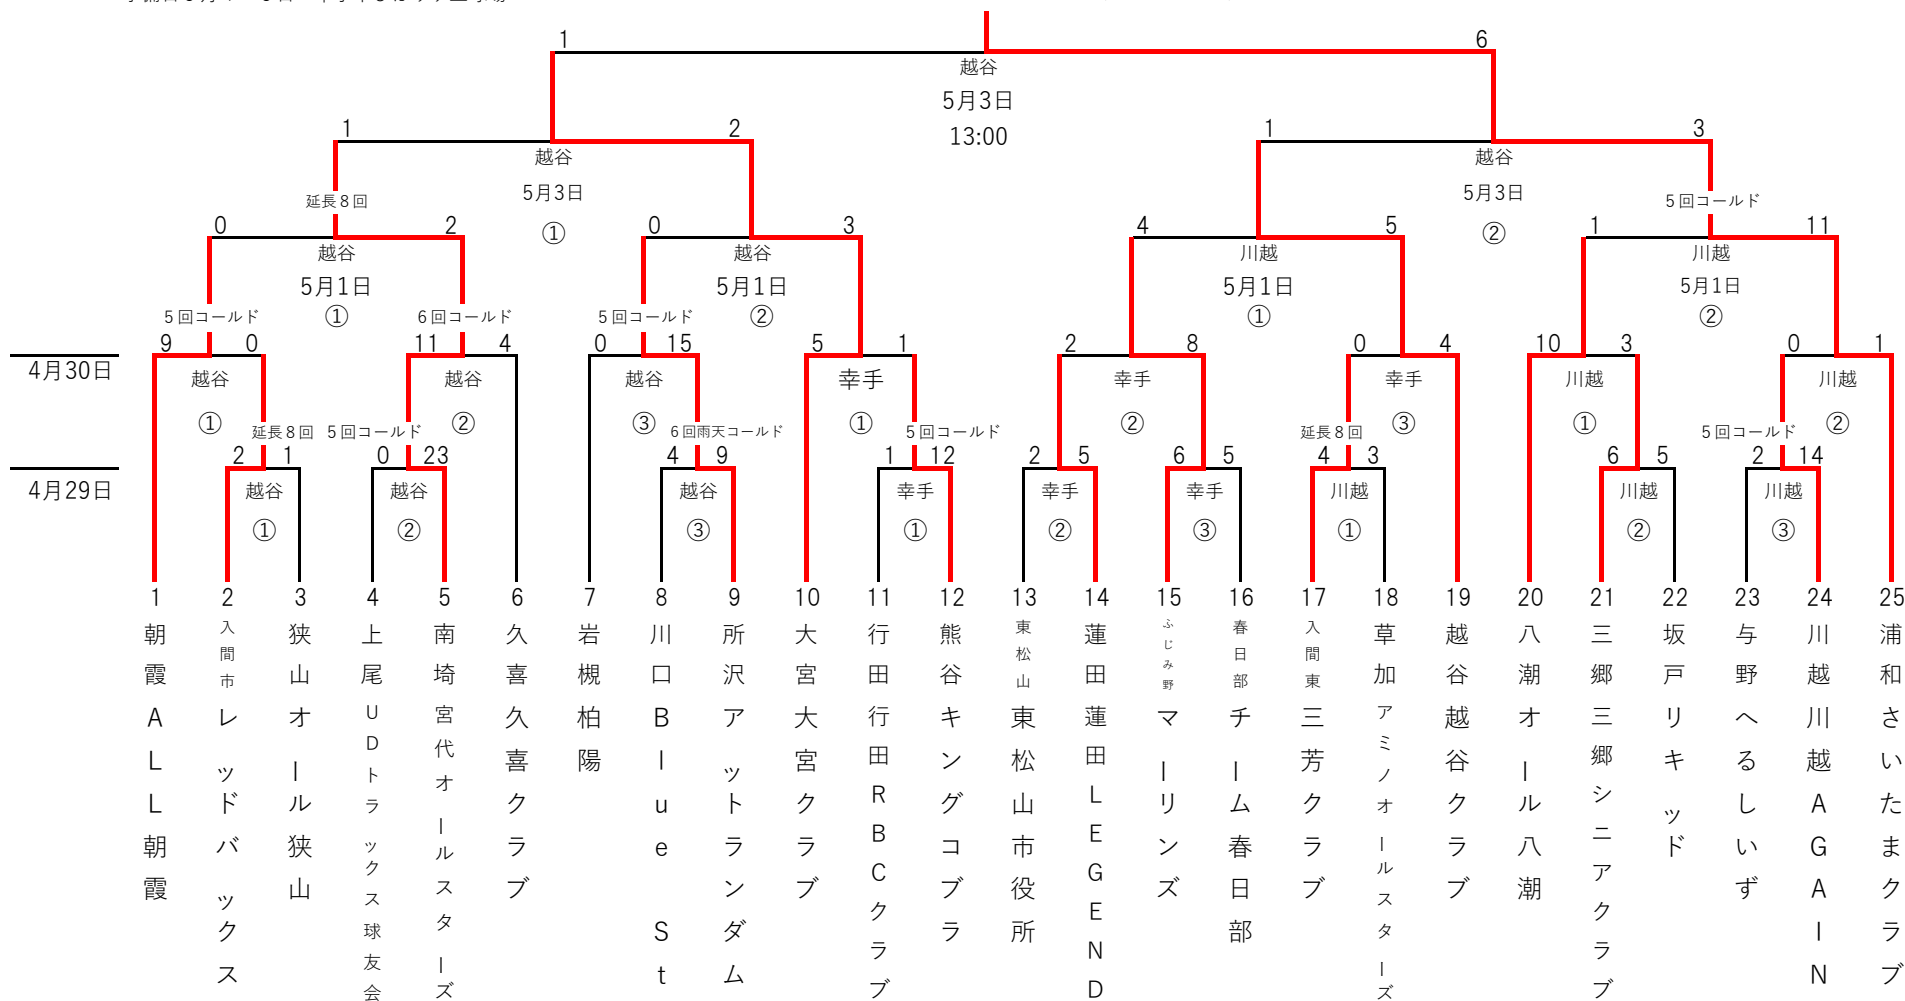 1 6
越谷
5月3日
13:00
1 2 1 3
越谷 越谷
5月3日 5月3日
① ②
延長8回 5回コールド
0 2 0 3 4 5 1 11
越谷 越谷 川越 川越
5月1日 5月1日 5月1日 5月1日
① ② ① ②
5回コールド 6回コールド 5回コールド
9 0 11 4 0 15 5 1 2 8 0 4 10 3 0 1
4月30日
越谷 越谷 越谷 幸手 幸手 幸手 川越 川越
① ② ③ ① ② ③ ① ②
延長8回 5回コールド 6回雨天コールド 5回コールド 延長8回 5回コールド
2 1 0 23 4 9 1 12 2 5 6 5 4 3 6 5 2 14
4月29日
越谷 越谷 越谷 幸手 幸手 幸手 川越 川越 川越
① ② ③ ① ② ③ ① ② ③
1 朝霞 ALL朝霞
2 入間市 レッドバックス
3 狭山 オール狭山
4 上尾 UDトラックス球友会
5 南埼 宮代オールスターズ
6 久喜 久喜クラブ
7 岩槻 柏陽
8 川口 Blue St
9 所沢 アットランダム
10 大宮 大宮クラブ
11 行田 行田RBCクラブ
12 熊谷 キングコブラ
13 東松山 東松山市役所
14 蓮田 蓮田LEGEND
15 ふじみ野 マーリンズ
16 春日部 チーム春日部
17 入間東 三芳クラブ
18 草加 アミノオールスターズ
19 越谷 越谷クラブ
20 八潮 オール八潮
21 三郷 三郷シニアクラブ
22 坂戸 リキッド
23 与野 へるしいず
24 川越 川越AGAIN
25 浦和 さいたまクラブ